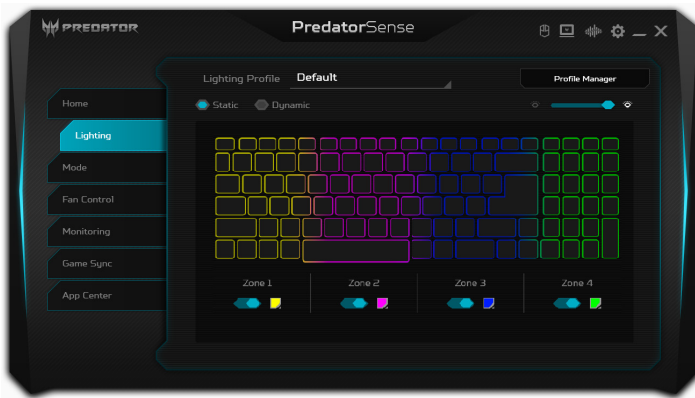 PREDATOR
PredatorSense
Lighting Profile Default
Profile Manager
Static Dynamic
Home
Lighting
Mode
Fan Control
Monitoring
Game Sync
App Center
Zone 1 Zone 2 Zone 3 Zone 4